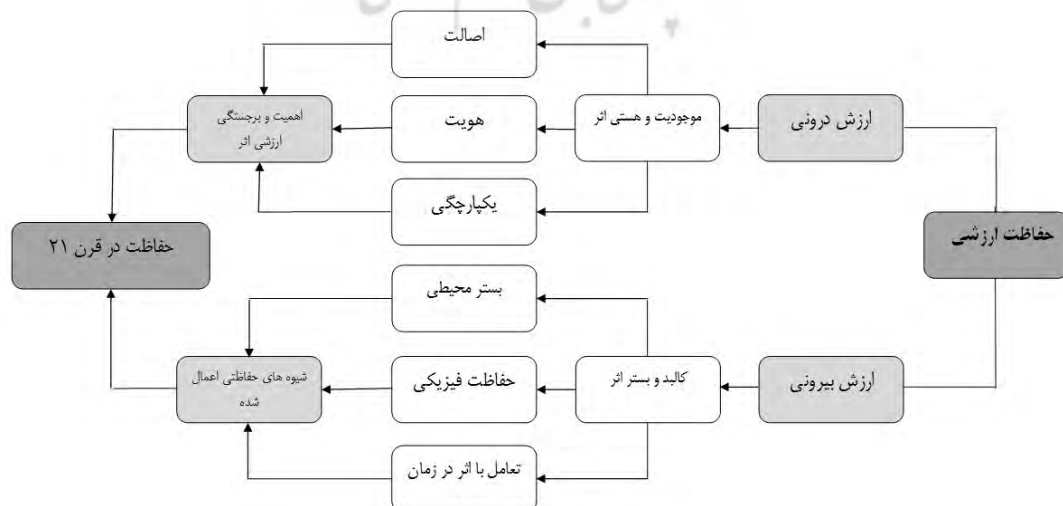 حفاظت ارزشی
ارزش درونی
موجودیت و هستی اثر
اصالت
هویت
یکپارچگی
اهمیت و برجستگی
ارزشی اثر
ارزش بیرونی
کالبد و بستر اثر
بستر محیطی
حفاظت فیزیکی
تعامل با اثر در زمان
شیوه های حفاظتی اعمال
شده
حفاظت در قرن ۲۱